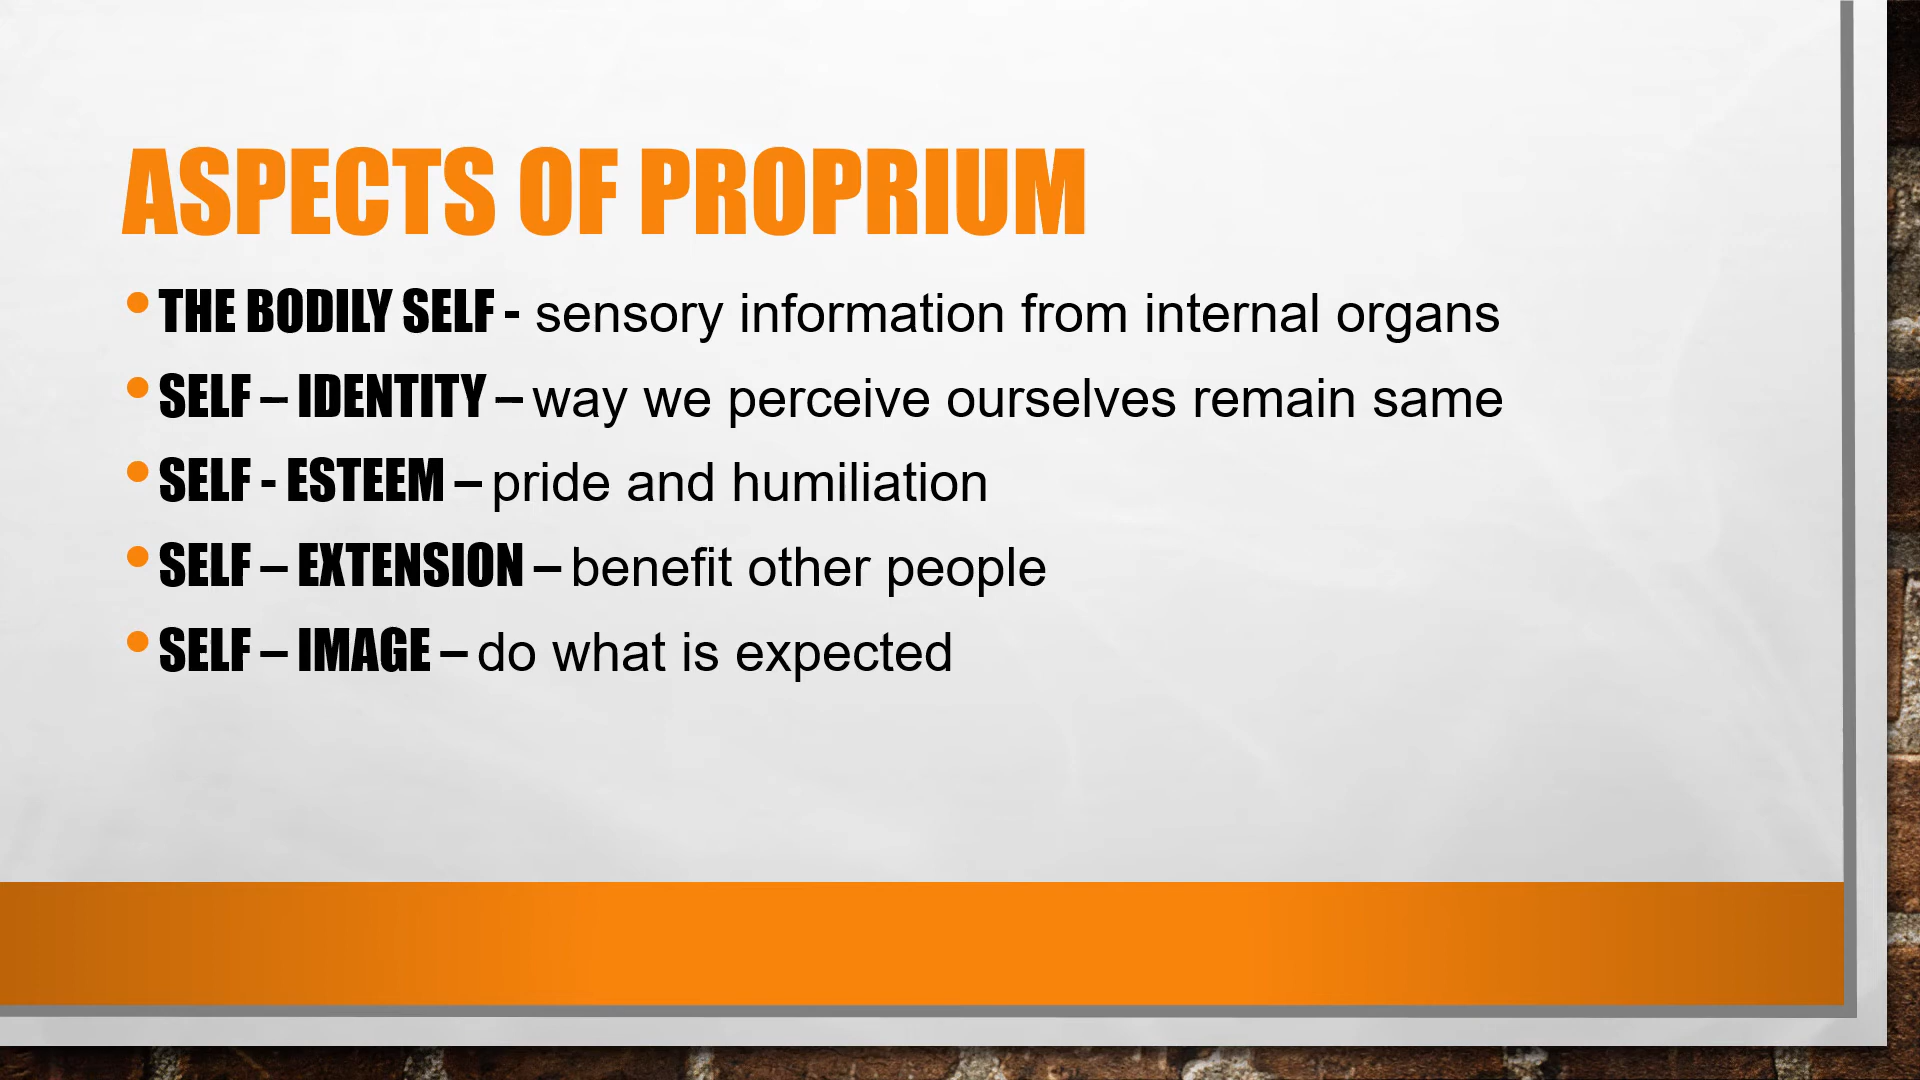 ASPECTS OF PROPRIUM
• THE BODILY SELF - sensory information from internal organs
• SELF – IDENTITY – way we perceive ourselves remain same
• SELF - ESTEEM – pride and humiliation
• SELF – EXTENSION – benefit other people
• SELF – IMAGE – do what is expected